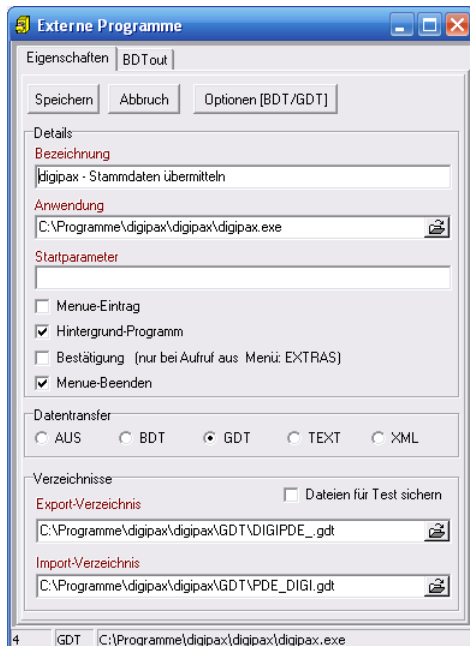 Externe Programme
Eigenschaften BDTout
Speichern Abbruch Optionen [BDT/GDT]
Details
Bezeichnung
digipax - Stammdaten übermitteln
Anwendung
C:\Programme\digipax\digipax\digipax.exe
Startparameter
Menue-Eintrag
Hintergrund-Programm
Bestätigung (nur bei Aufruf aus Menü: EXTRAS)
Menue-Beenden
Datentransfer
AUS BDT GDT TEXT XML
Verzeichnisse
Dateien für Test sichern
Export-Verzeichnis
C:\Programme\digipax\digipax\GDT\DIGIPDE_.gdt
Import-Verzeichnis
C:\Programme\digipax\digipax\GDT\PDE_DIGI.gdt
4 GDT C:\Programme\digipax\digipax\digipax.exe